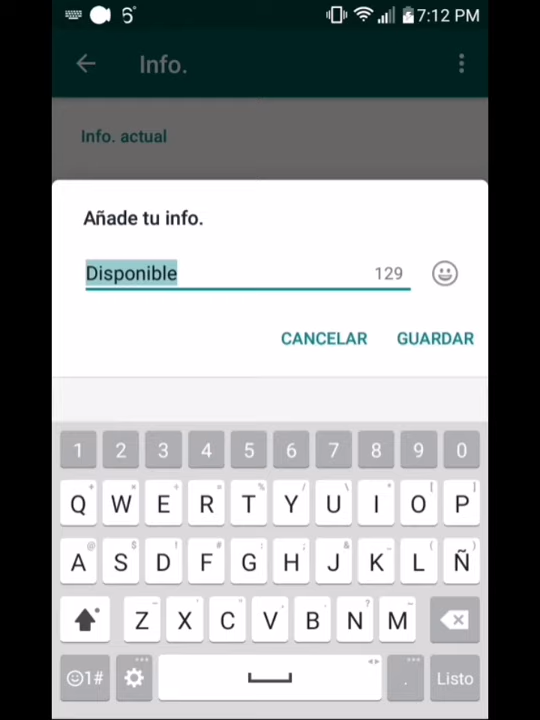 6° 7:12 PM
Info.
Info. actual
Añade tu info.
Disponible 129
CANCELAR GUARDAR
1 2 3 4 5 6 7 8 9 0
Q W E R T Y U I O P
A S D F G H J K L Ñ
Z X C V B N M
1# . Listo